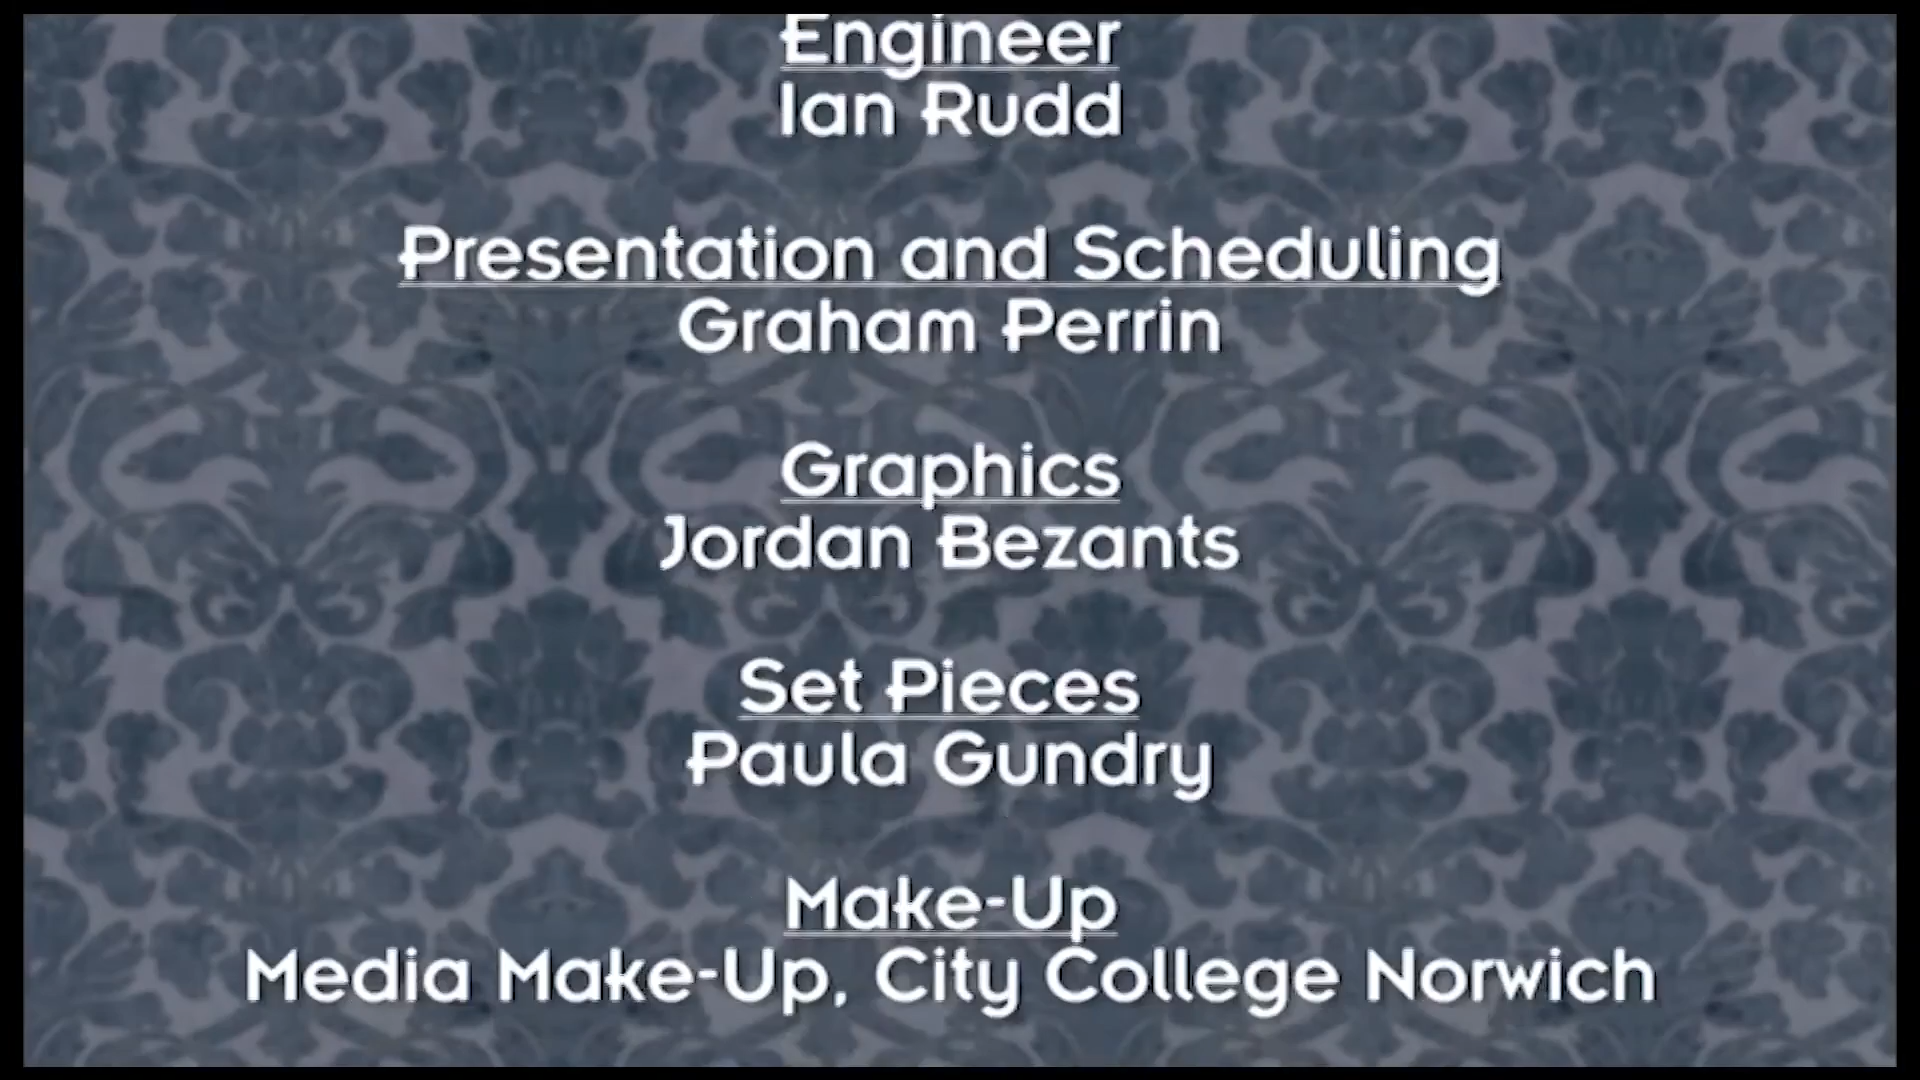 Engineer
Ian Rudd
Presentation and Scheduling
Graham Perrin
Graphics
Jordan Bezants
Set Pieces
Paula Gundry
Make-Up
Media Make-Up, City College Norwich